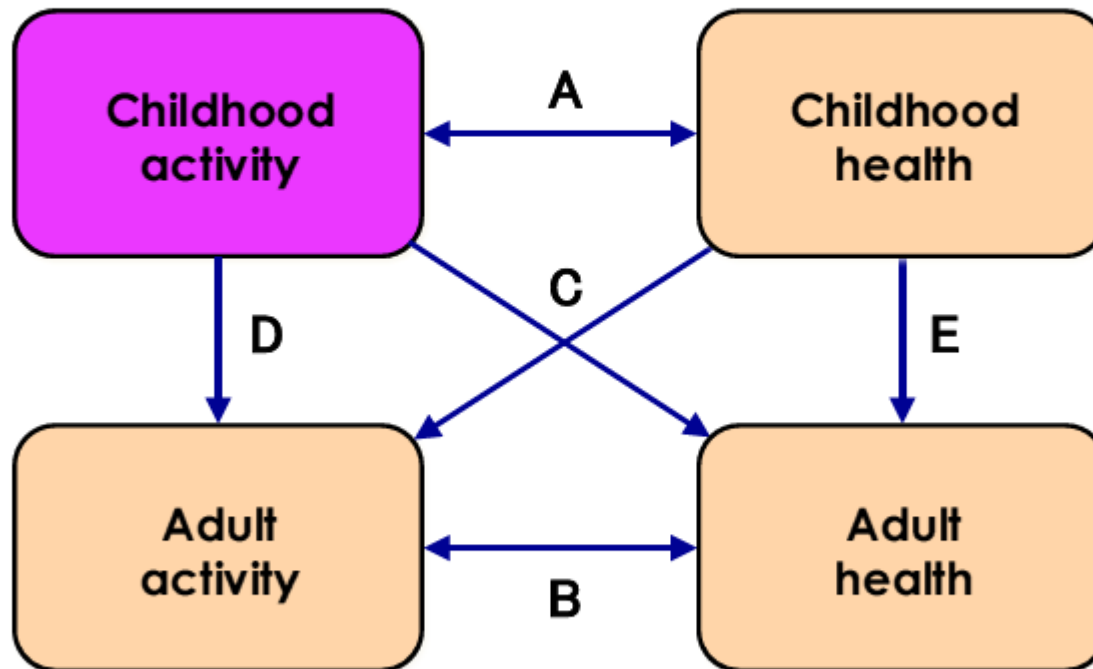 Childhood
activity
A
Childhood
health
C
D
E
Adult
activity
B
Adult
health